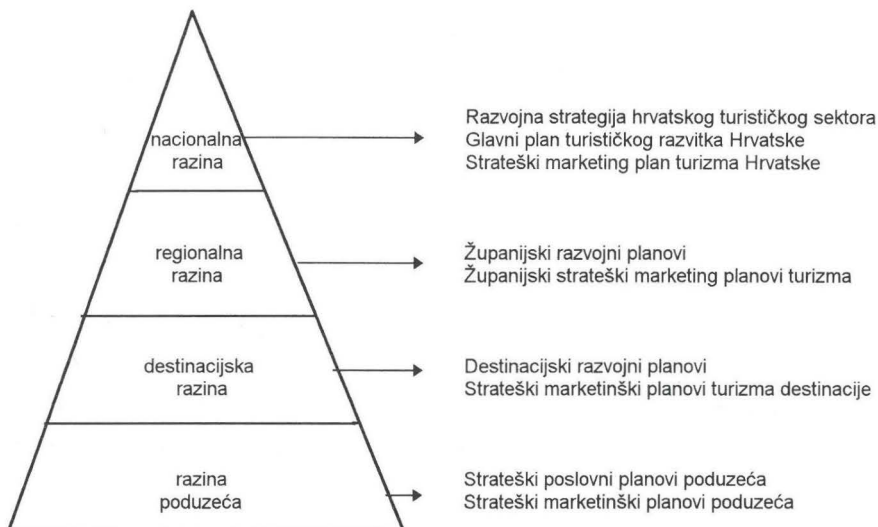 nacionalna
razina
Razvojna strategija hrvatskog turističkog sektora
Glavni plan turističkog razvitka Hrvatske
Strateški marketing plan turizma Hrvatske
regionalna
razina
Županijski razvojni planovi
Županijski strateški marketing planovi turizma
destinacijska
razina
Destinacijski razvojni planovi
Strateški marketinški planovi turizma destinacije
razina
poduzeća
Strateški poslovni planovi poduzeća
Strateški marketinški planovi poduzeća